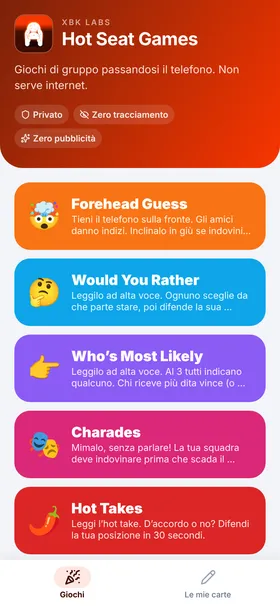 XBK LABS
Hot Seat Games
Giochi di gruppo passandosi il telefono. Non
serve internet.
Privato
Zero tracciamento
Zero pubblicità
Forehead Guess
Tieni il telefono sulla fronte. Gli amici
danno indizi. Inclinalo in giù se indovini...
Would You Rather
Leggilo ad alta voce. Ognuno sceglie da
che parte stare, poi difende la sua ...
Who's Most Likely
Leggilo ad alta voce. Al 3 tutti indicano
qualcuno. Chi riceve più dita vince (o ...
Charades
Mimalo, senza parlare! La tua squadra
deve indovinare prima che scada il ...
Hot Takes
Leggi l'hot take. D'accordo o no? Difendi
la tua posizione in 30 secondi.
Giochi
Le mie carte